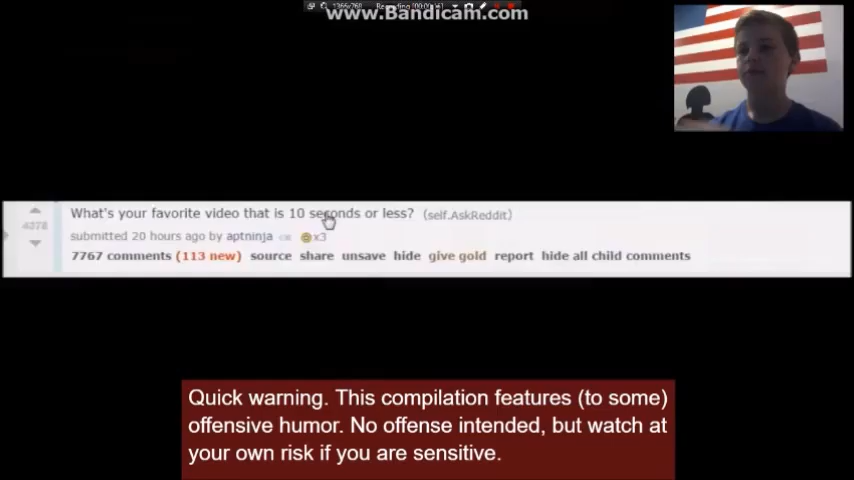 www.Bandicam.com
What's your favorite video that is 10 seconds or less? (self.AskReddit)
4378
submitted 20 hours ago by aptninja x3
7767 comments (113 new) source share unsave hide give gold report hide all child comments
Quick warning. This compilation features (to some)
offensive humor. No offense intended, but watch at
your own risk if you are sensitive.